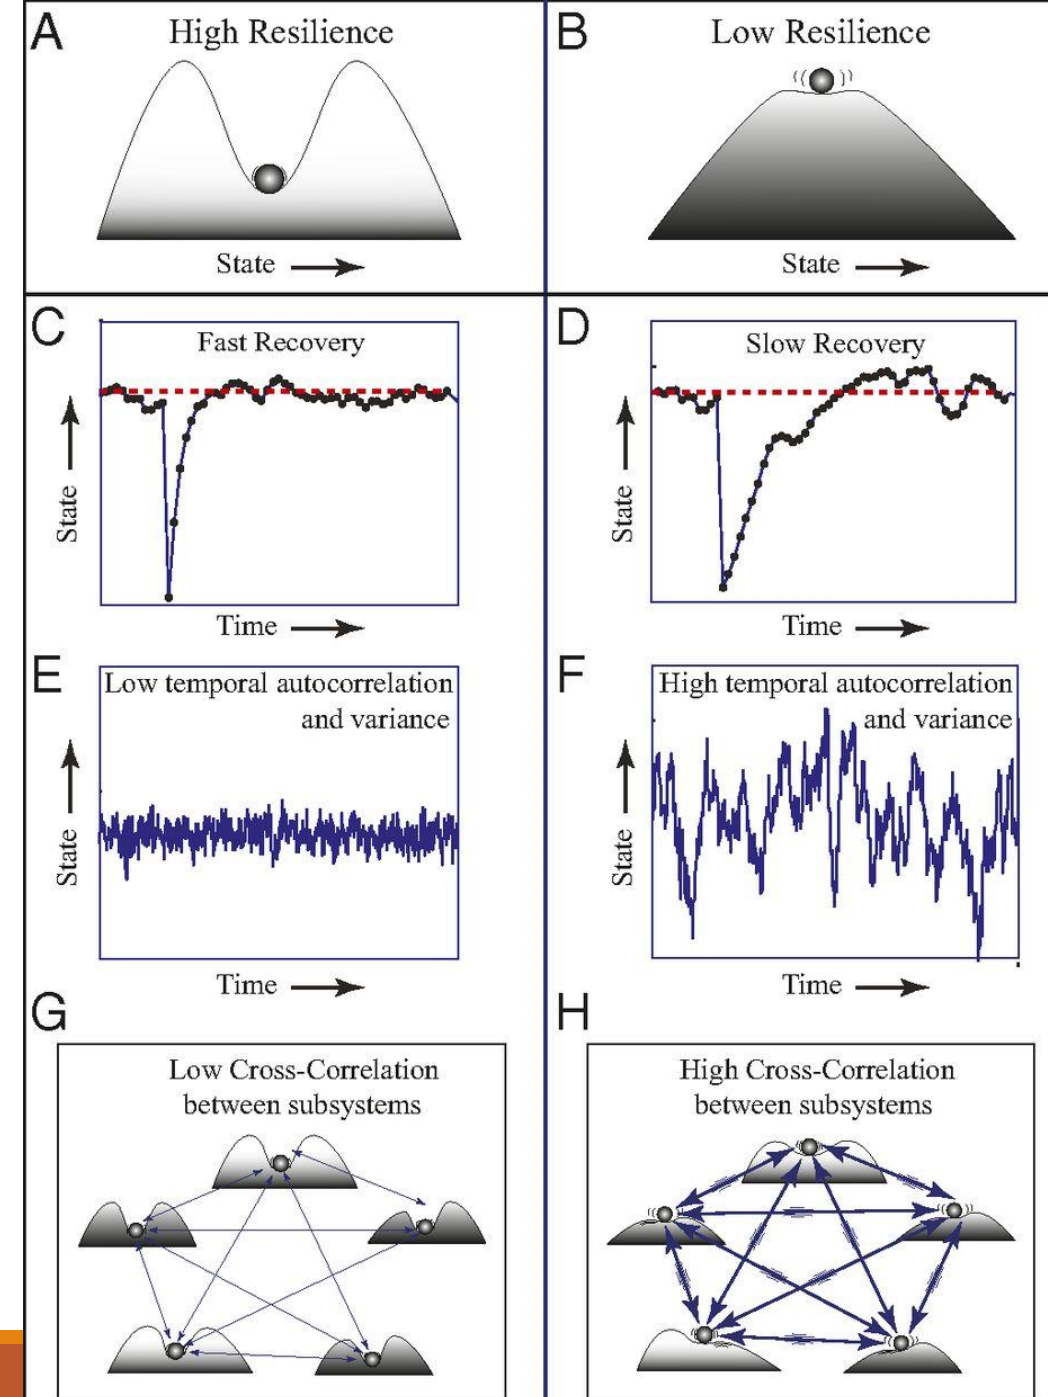 A
High Resilience
State
B
Low Resilience
State
C
Fast Recovery
State
Time
D
Slow Recovery
State
Time
E
Low temporal autocorrelation
and variance
State
Time
F
High temporal autocorrelation
and variance
State
Time
G
Low Cross-Correlation
between subsystems
H
High Cross-Correlation
between subsystems